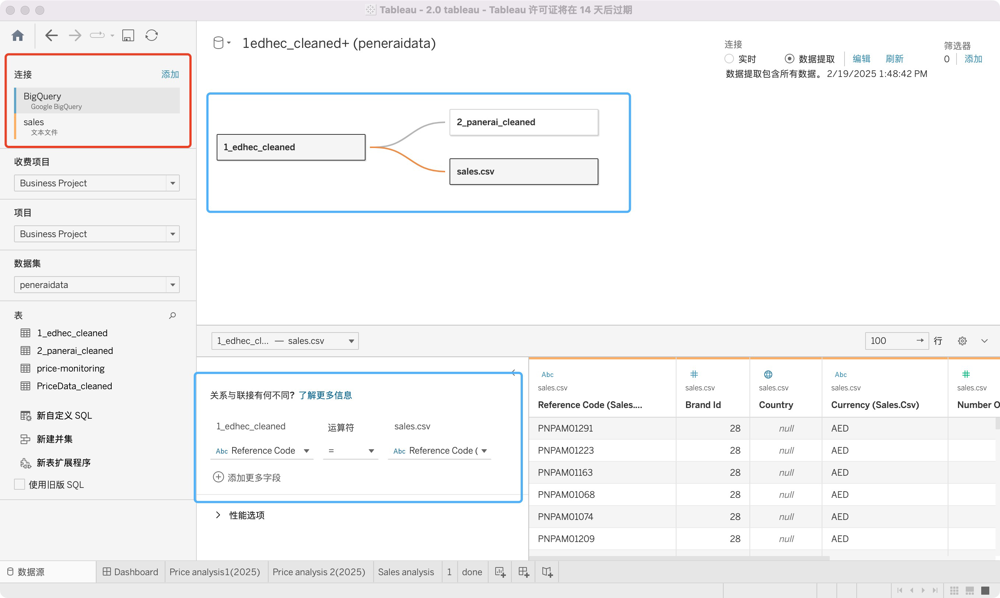 Tableau - 2.0 tableau - Tableau 许可证将在 14 天后过期
连接
添加
BigQuery
Google BigQuery
sales
文本文件
收费项目
Business Project
项目
Business Project
数据集
peneraidata
表
1_edhec_cleaned
2_panerai_cleaned
price-monitoring
PriceData_cleaned
新自定义 SQL
新建并集
新表扩展程序
使用旧版 SQL
1edhec_cleaned+ (peneraidata)
连接
实时
数据提取
编辑
刷新
筛选器
0
添加
数据提取包含所有数据。 2/19/2025 1:48:42 PM
1_edhec_cleaned
2_panerai_cleaned
sales.csv
1_edhec_cl... — sales.csv
100
行
关系与联接有何不同? 了解更多信息
1_edhec_cleaned 运算符 sales.csv
Abc Reference Code = Abc Reference Code (
添加更多字段
性能选项
Abc # Abc #
sales.csv sales.csv sales.csv sales.csv sales.csv
Reference Code (Sales.... Brand Id Country Currency (Sales.Csv) Number O
PNPAM01291 28 null AED
PNPAM01223 28 null AED
PNPAM01163 28 null AED
PNPAM01068 28 null AED
PNPAM01074 28 null AED
PNPAM01209 28 null AED
数据源 Dashboard Price analysis1(2025) Price analysis 2(2025) Sales analysis 1 done